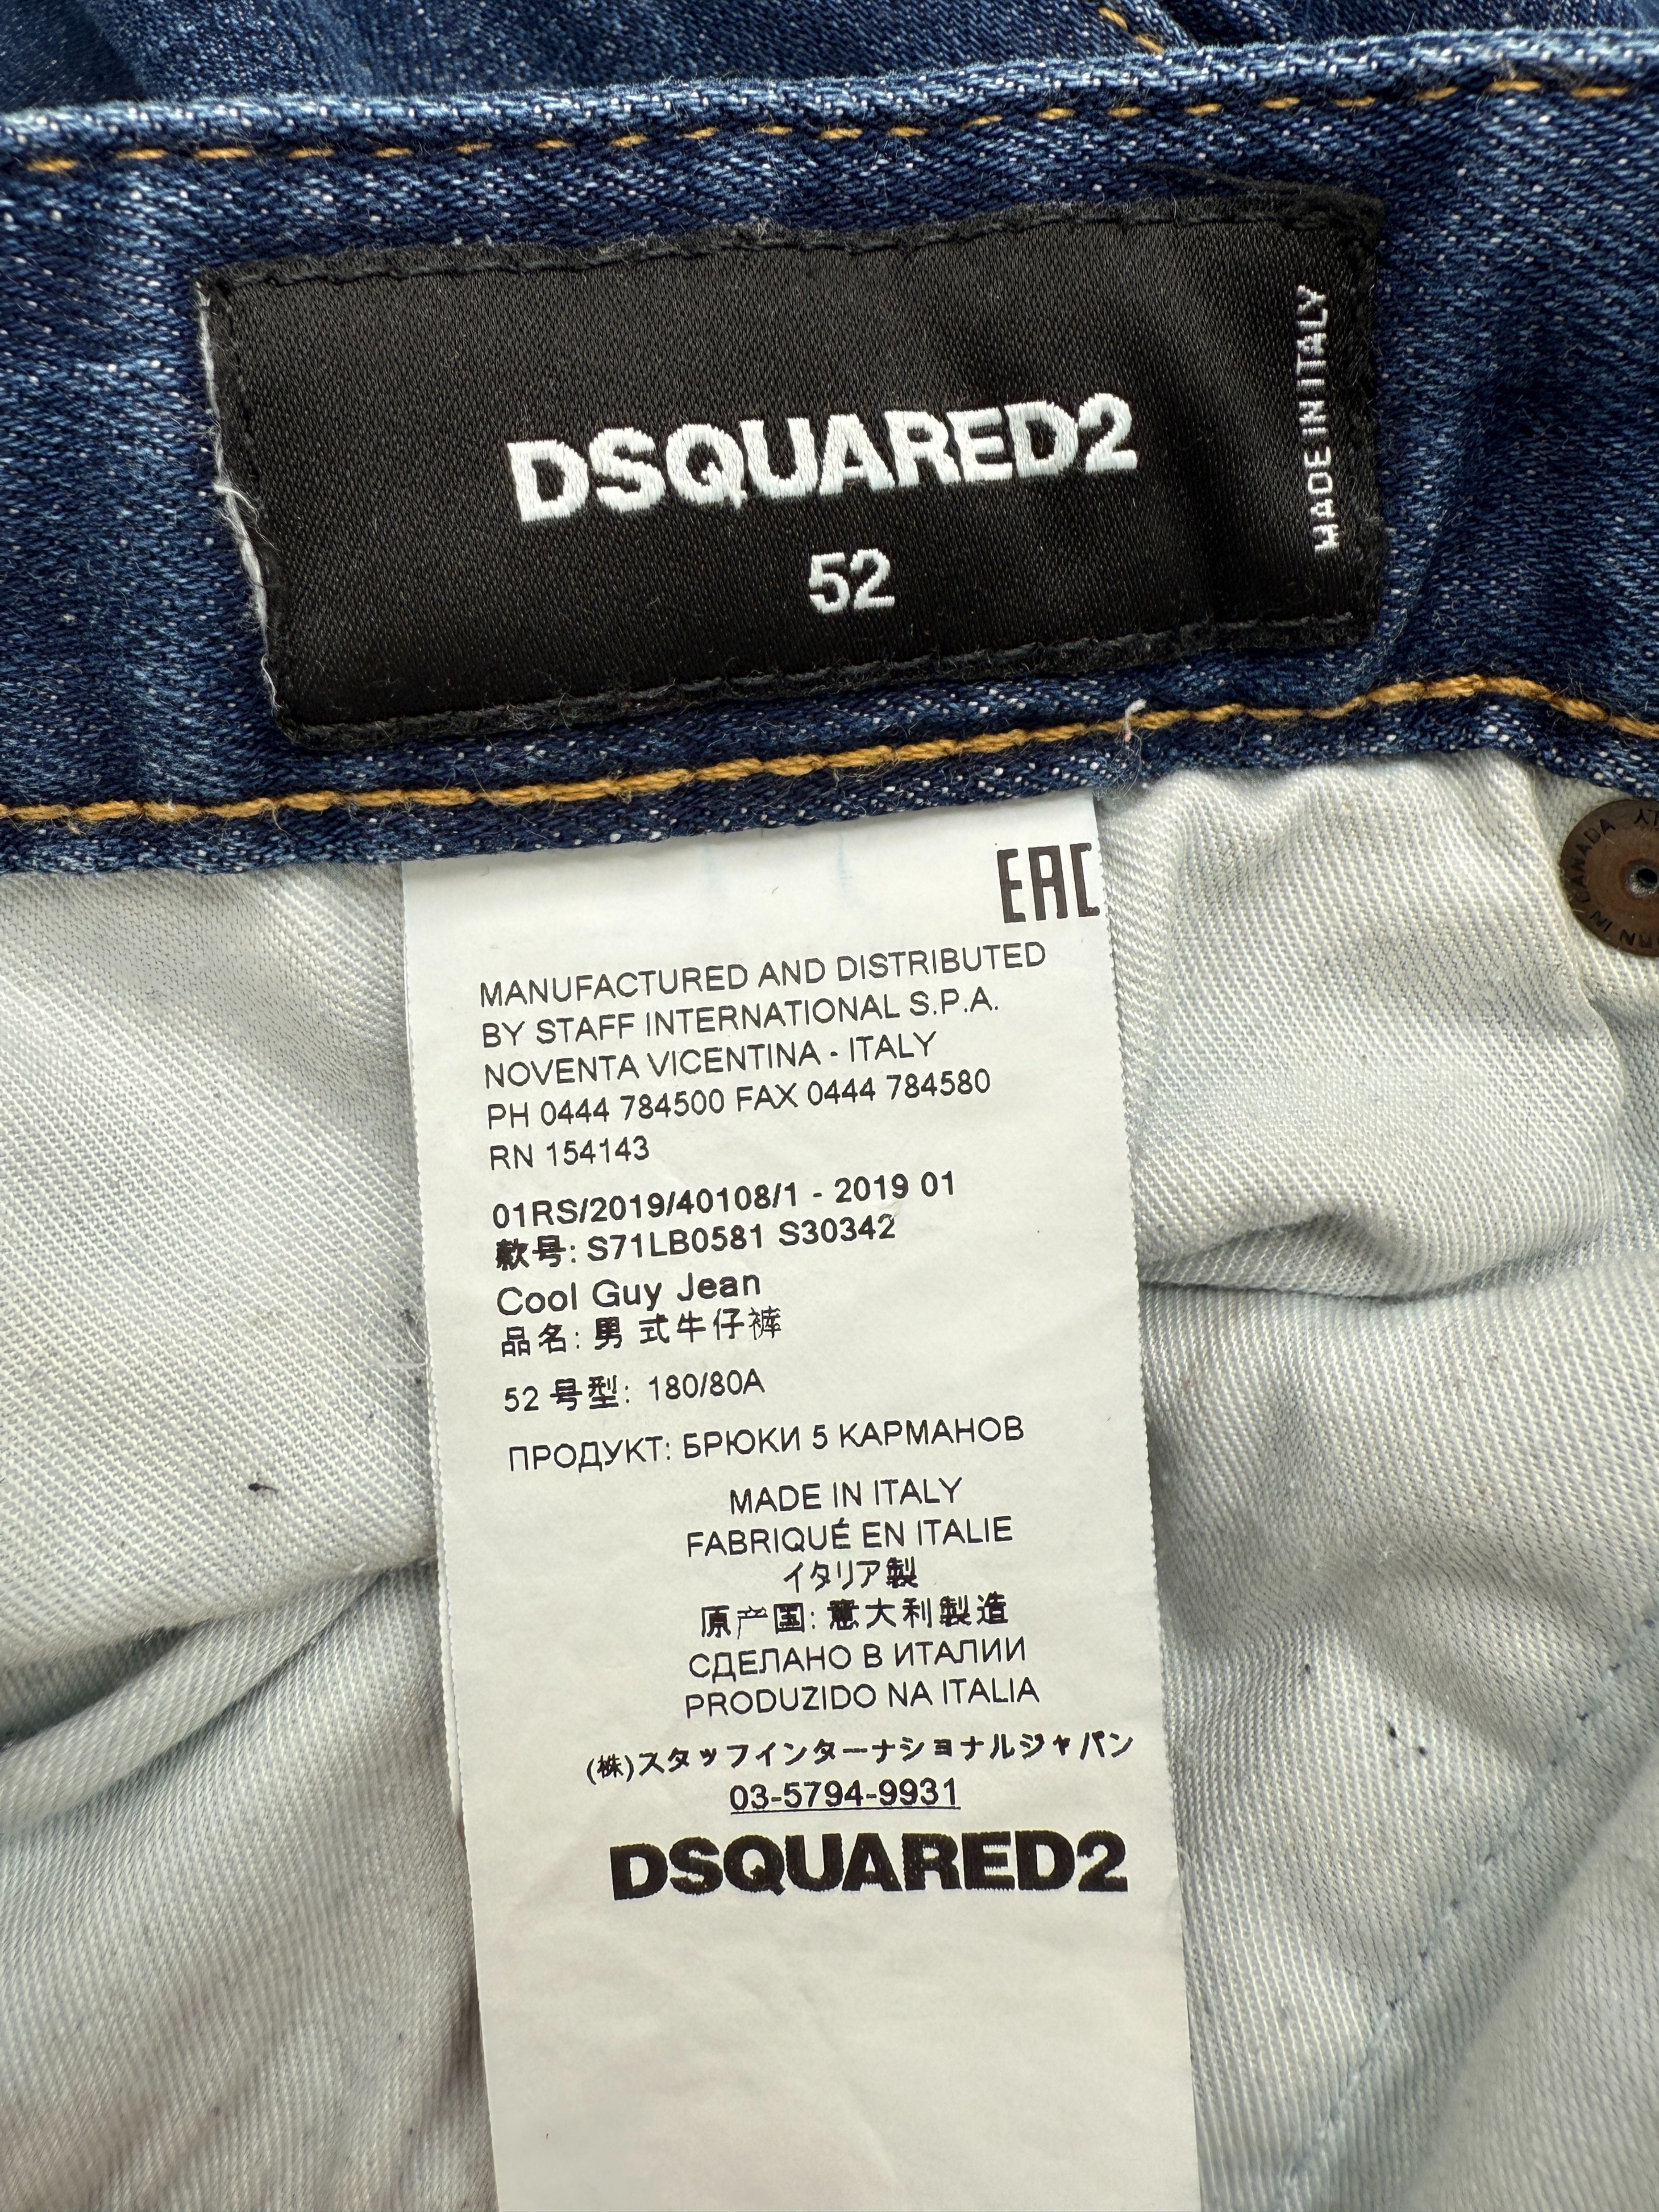 DSQUARED2
52
MADE IN ITALY
EAC
MANUFACTURED AND DISTRIBUTED
BY STAFF INTERNATIONAL S.P.A.
NOVENTA VICENTINA - ITALY
PH 0444 784500 FAX 0444 784580
RN 154143
01RS/2019/40108/1 - 2019 01
款号: S71LB0581 S30342
Cool Guy Jean
品名: 男式牛仔裤
52 号型: 180/80A
ПРОДУКТ: БРЮКИ 5 КАРМАНОВ
MADE IN ITALY
FABRIQUÉ EN ITALIE
イタリア製
原产国: 意大利製造
СДЕЛАНО В ИТАЛИИ
PRODUZIDO NA ITALIA
(株)スタッフインターナショナルジャパン
03-5794-9931
DSQUARED2
IN CANADA